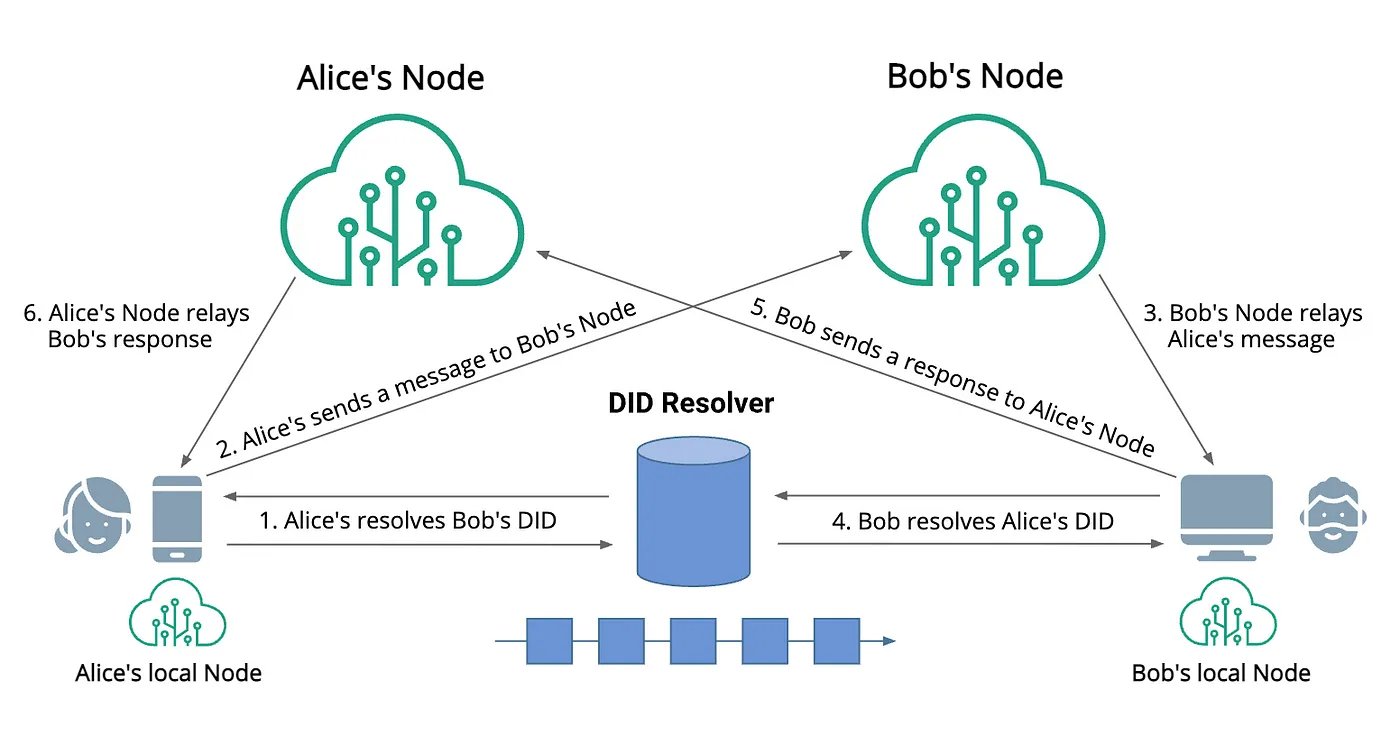 Alice's Node
Bob's Node
6. Alice's Node relays
Bob's response
2. Alice's sends a message to Bob's Node
5. Bob sends a response to Alice's Node
3. Bob's Node relays
Alice's message
DID Resolver
1. Alice's resolves Bob's DID
4. Bob resolves Alice's DID
Alice's local Node
Bob's local Node